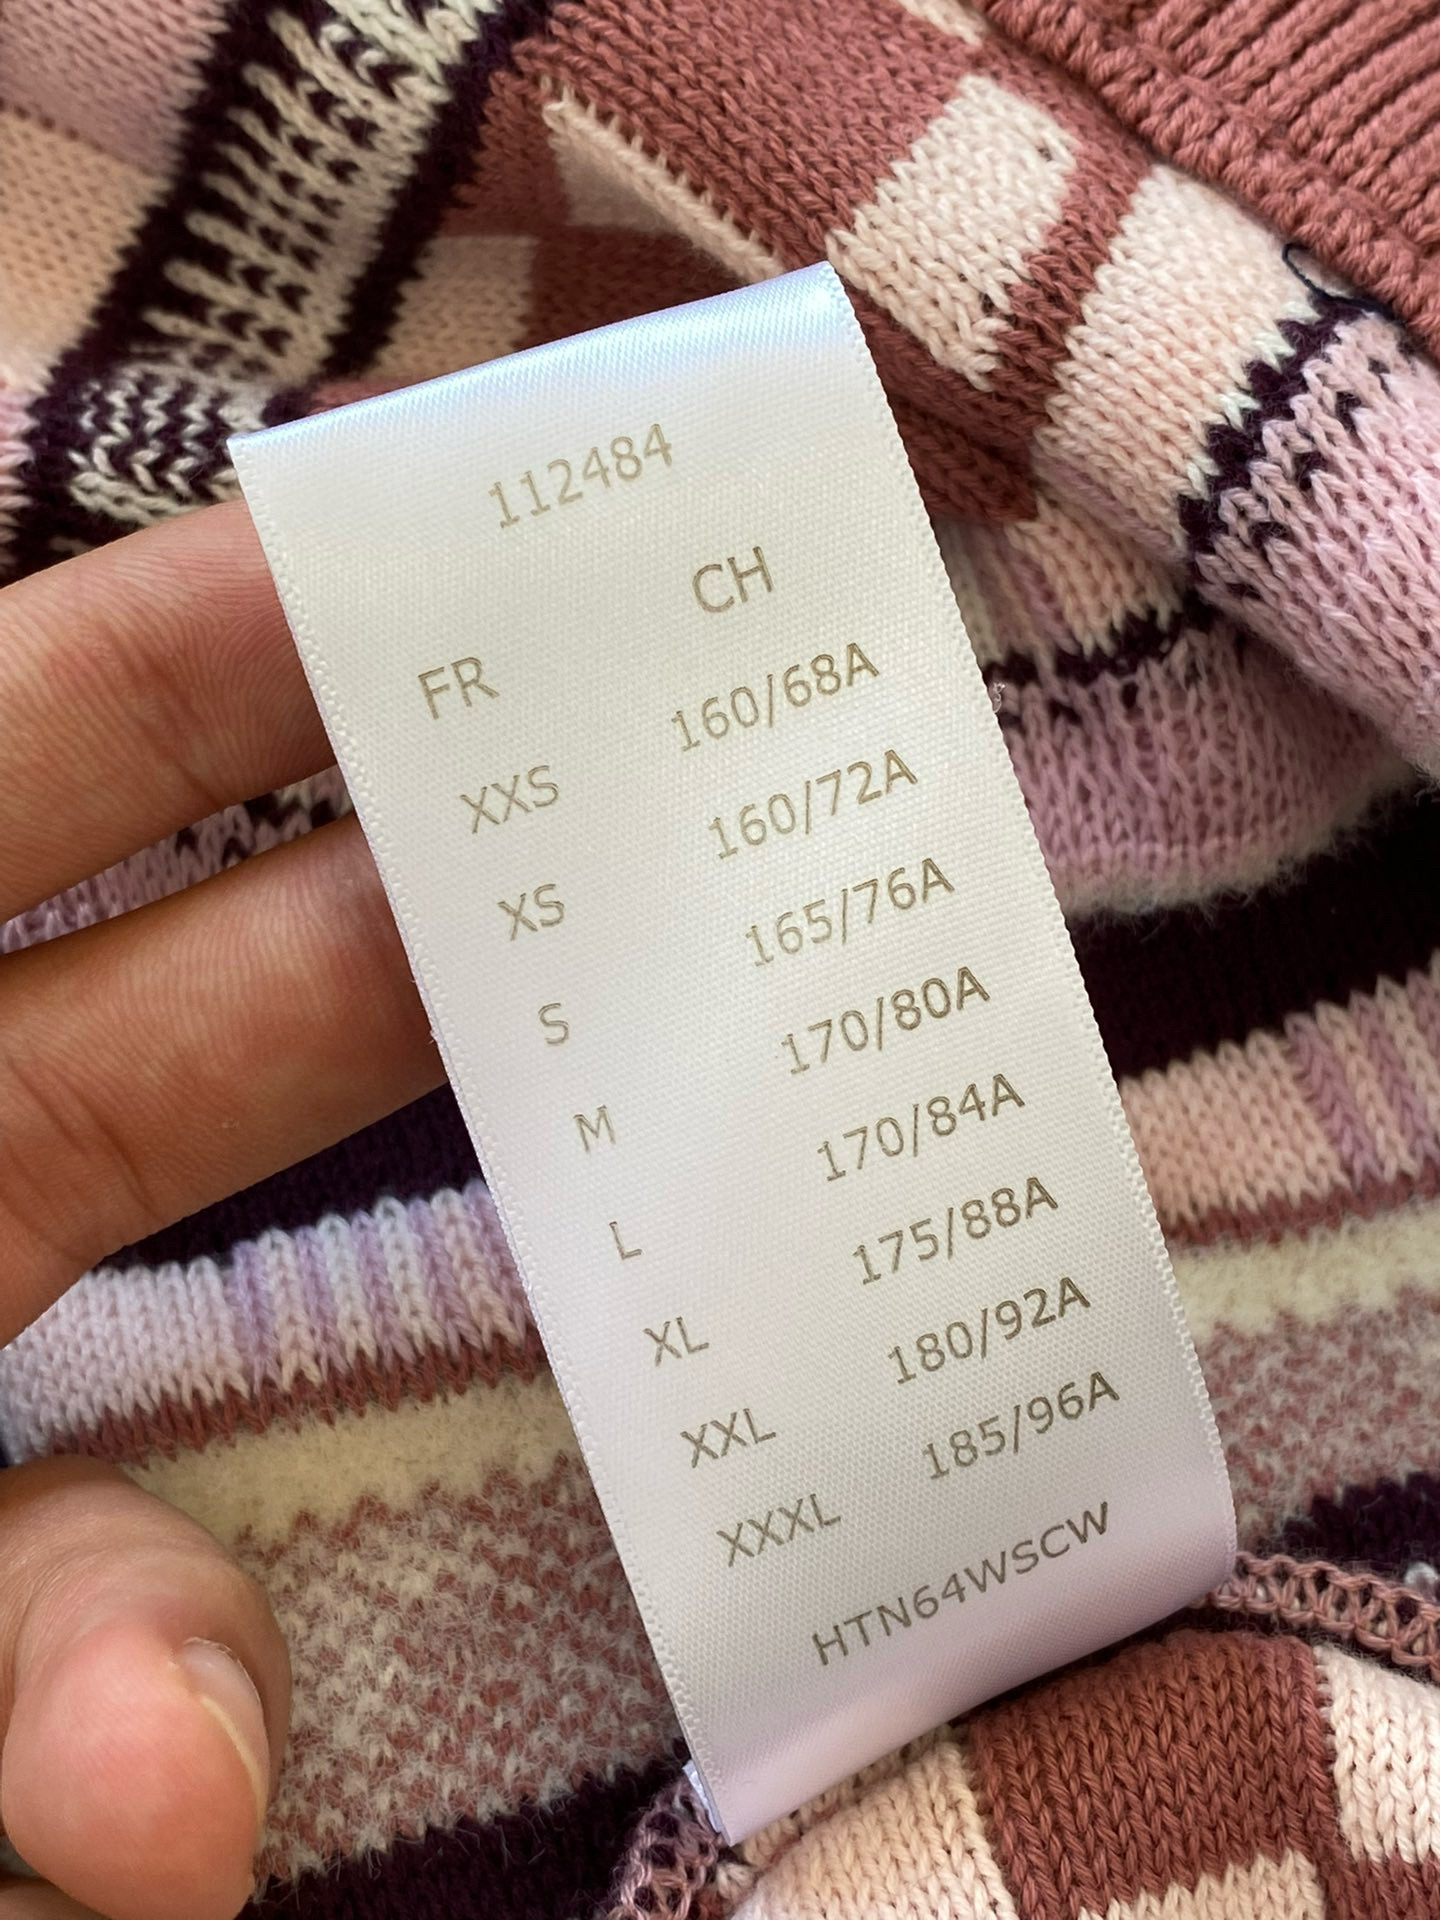 112484
FR CH
XXS 160/68A
XS 160/72A
S 165/76A
M 170/80A
L 170/84A
XL 175/88A
XXL 180/92A
XXXL 185/96A
HTN64WSCW